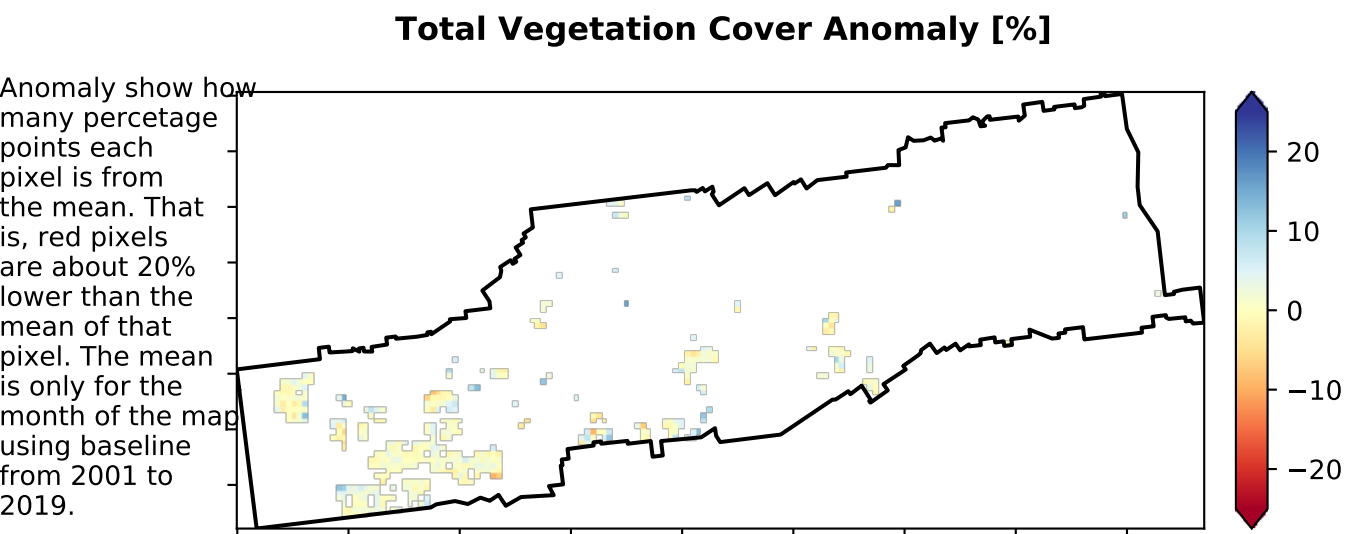 Total Vegetation Cover Anomaly [%]
Anomaly show how
many percetage
points each
pixel is from
the mean. That
is, red pixels
are about 20%
lower than the
mean of that
pixel. The mean
is only for the
month of the map
using baseline
from 2001 to
2019.
20
10
0
−10
−20